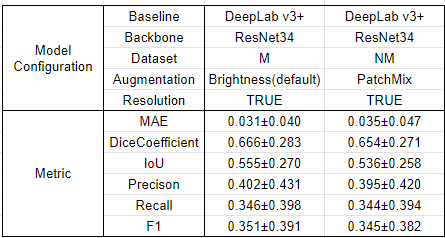 Model Configuration
Baseline DeepLab v3+ DeepLab v3+
Backbone ResNet34 ResNet34
Dataset M NM
Augmentation Brightness(default) PatchMix
Resolution TRUE TRUE
Metric
MAE 0.031±0.040 0.035±0.047
DiceCoefficient 0.666±0.283 0.654±0.271
IoU 0.555±0.270 0.536±0.258
Precison 0.402±0.431 0.395±0.420
Recall 0.346±0.398 0.344±0.394
F1 0.351±0.391 0.345±0.382